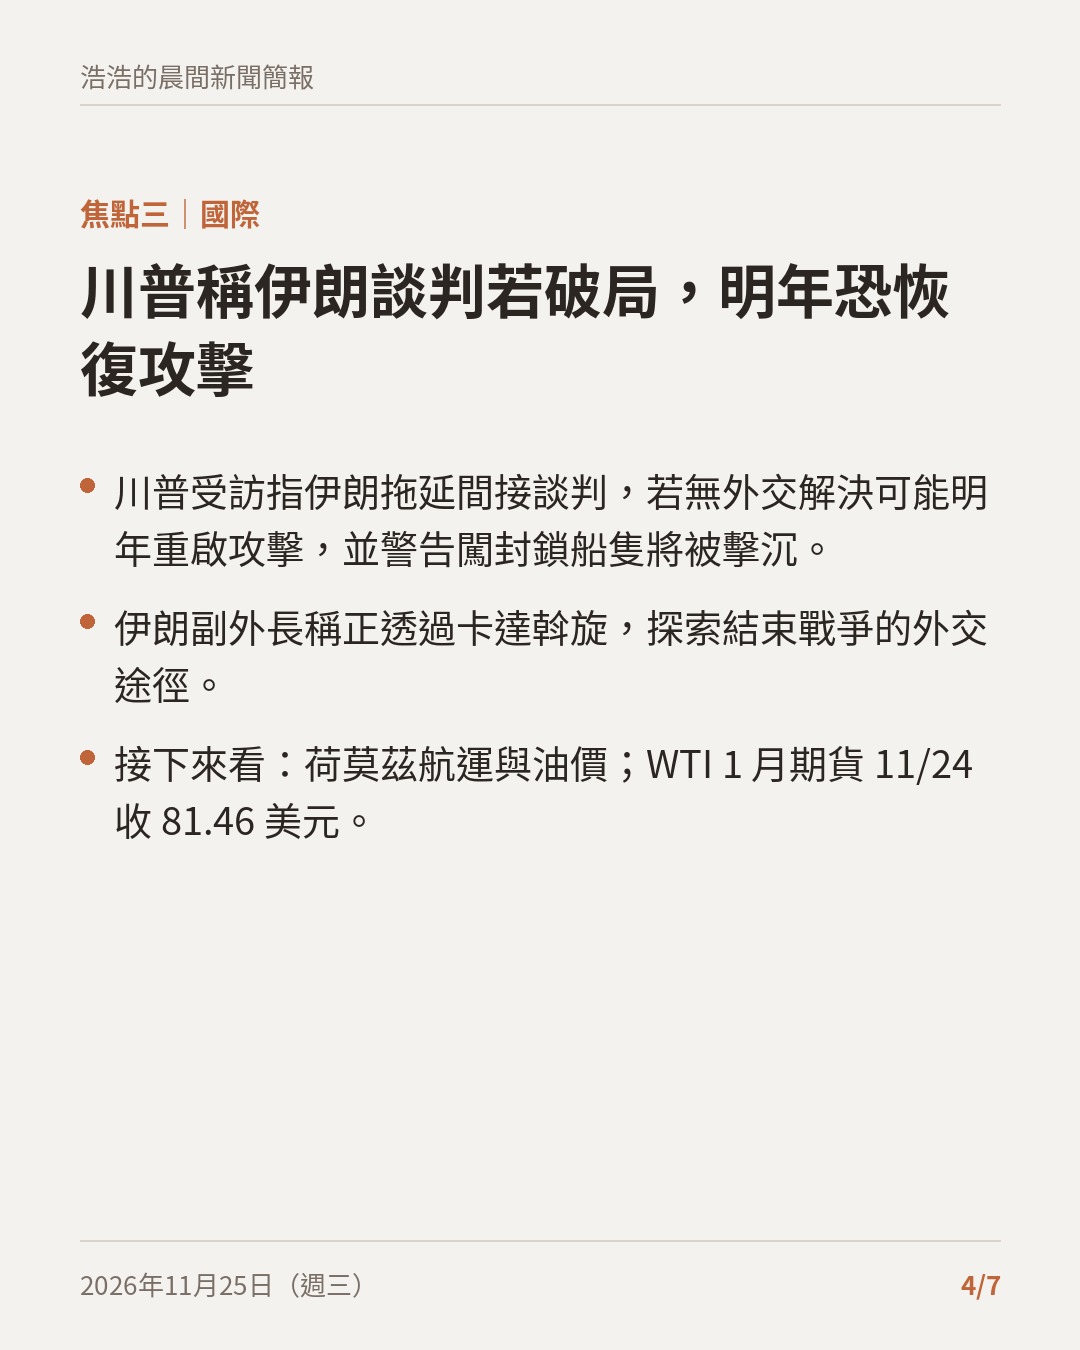 浩浩的晨間新聞簡報
焦點三｜國際
川普稱伊朗談判若破局，明年恐恢
復攻擊
川普受訪指伊朗拖延間接談判，若無外交解決可能明
年重啟攻擊，並警告闖封鎖船隻將被擊沉。
伊朗副外長稱正透過卡達斡旋，探索結束戰爭的外交
途徑。
接下來看：荷莫茲航運與油價；WTI 1 月期貨 11/24
收 81.46 美元。
2026年11月25日（週三）
4/7